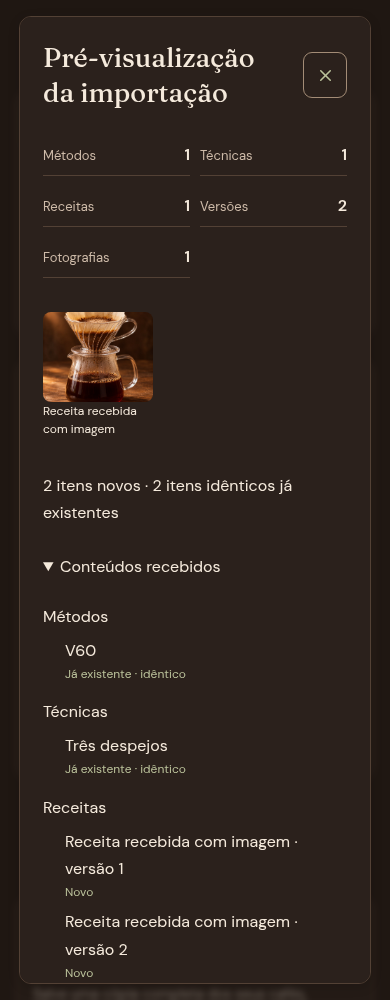 Pré-visualização
da importação
Métodos 1
Técnicas 1
Receitas 1
Versões 2
Fotografias 1
Receita recebida
com imagem
2 itens novos · 2 itens idênticos já
existentes
▼ Conteúdos recebidos
Métodos
V60
Já existente · idêntico
Técnicas
Três despejos
Já existente · idêntico
Receitas
Receita recebida com imagem ·
versão 1
Novo
Receita recebida com imagem ·
versão 2
Novo